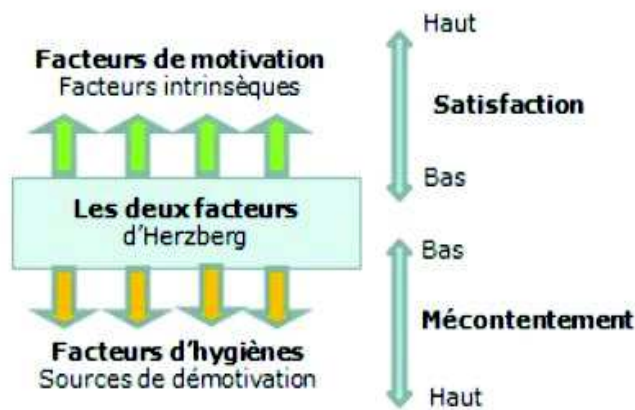 Facteurs de motivation
Facteurs intrinsèques
Les deux facteurs
d'Herzberg
Facteurs d'hygiènes
Sources de démotivation
Haut
Satisfaction
Bas
Bas
Mécontentement
Haut